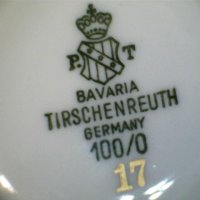 P. T
BAVARIA
TIRSCHENREUTH
GERMANY
100/0
17